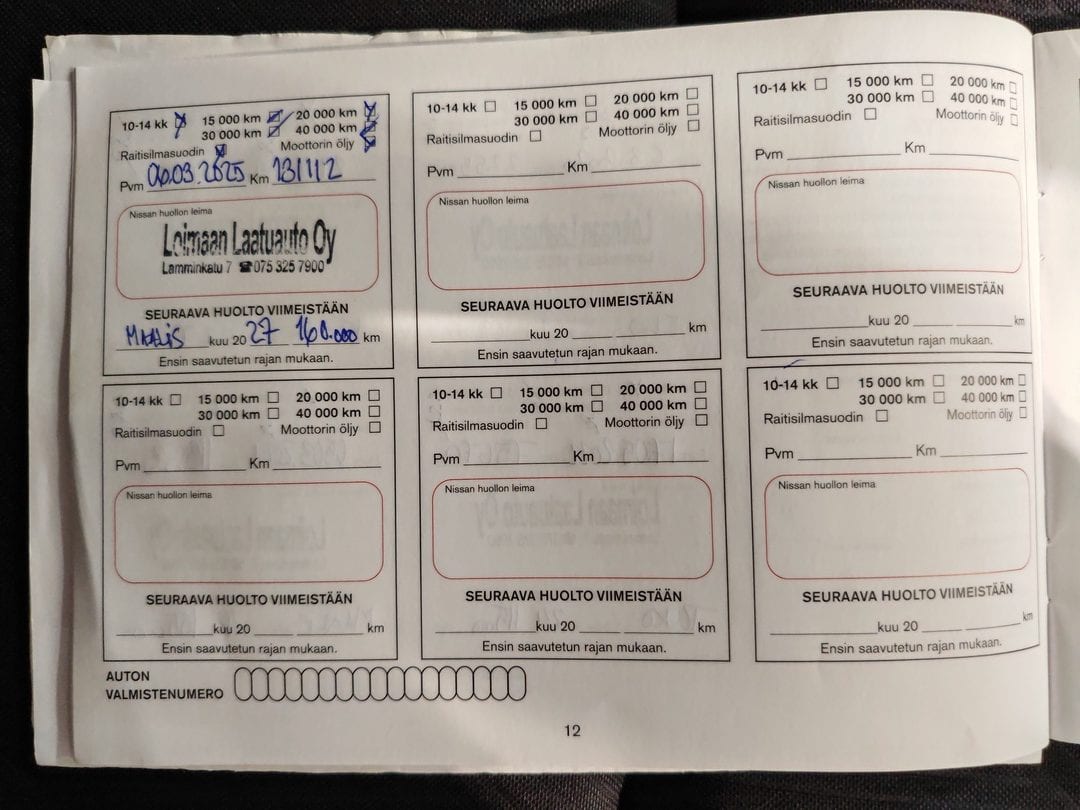 10-14 kk 15 000 km 20 000 km
30 000 km 40 000 km
Raitisilmasuodin Moottorin öljy
Pvm 06.03.2025 Km 131112
Nissan huollon leima
Loimaan Laatuauto Oy
Lamminkatu 7 ☎075 325 7900
SEURAAVA HUOLTO VIIMEISTÄÄN
MAALIS kuu 20 27 160.000 km
Ensin saavutetun rajan mukaan.
10-14 kk 15 000 km 20 000 km
30 000 km 40 000 km
Raitisilmasuodin Moottorin öljy
Pvm Km
Nissan huollon leima
SEURAAVA HUOLTO VIIMEISTÄÄN
kuu 20 km
Ensin saavutetun rajan mukaan.
10-14 kk 15 000 km 20 000 km
30 000 km 40 000 km
Raitisilmasuodin Moottorin öljy
Pvm Km
Nissan huollon leima
SEURAAVA HUOLTO VIIMEISTÄÄN
kuu 20 km
Ensin saavutetun rajan mukaan.
10-14 kk 15 000 km 20 000 km
30 000 km 40 000 km
Raitisilmasuodin Moottorin öljy
Pvm Km
Nissan huollon leima
SEURAAVA HUOLTO VIIMEISTÄÄN
kuu 20 km
Ensin saavutetun rajan mukaan.
10-14 kk 15 000 km 20 000 km
30 000 km 40 000 km
Raitisilmasuodin Moottorin öljy
Pvm Km
Nissan huollon leima
SEURAAVA HUOLTO VIIMEISTÄÄN
kuu 20 km
Ensin saavutetun rajan mukaan.
10-14 kk 15 000 km 20 000 km
30 000 km 40 000 km
Raitisilmasuodin Moottorin öljy
Pvm Km
Nissan huollon leima
SEURAAVA HUOLTO VIIMEISTÄÄN
kuu 20 km
Ensin saavutetun rajan mukaan.
AUTON
VALMISTENUMERO
12